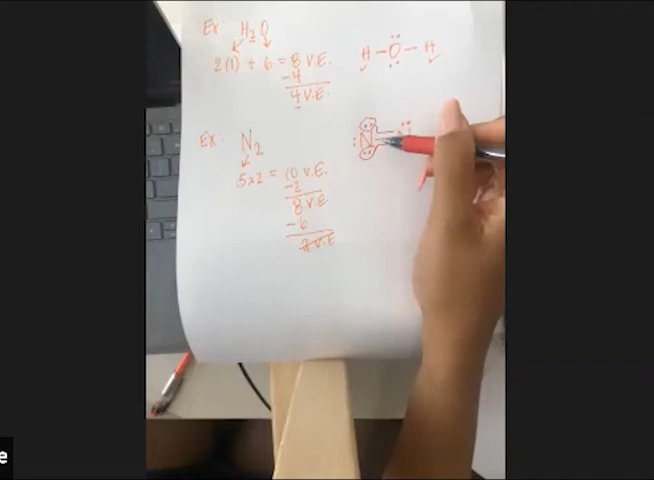 Ex: H₂O
2(1) + 6 = 8 V.E.
-4
4 V.E.
H - Ö - H
Ex: N₂
5x2 = 10 V.E.
-2
8 V.E
-6
2 V.E
:N
e